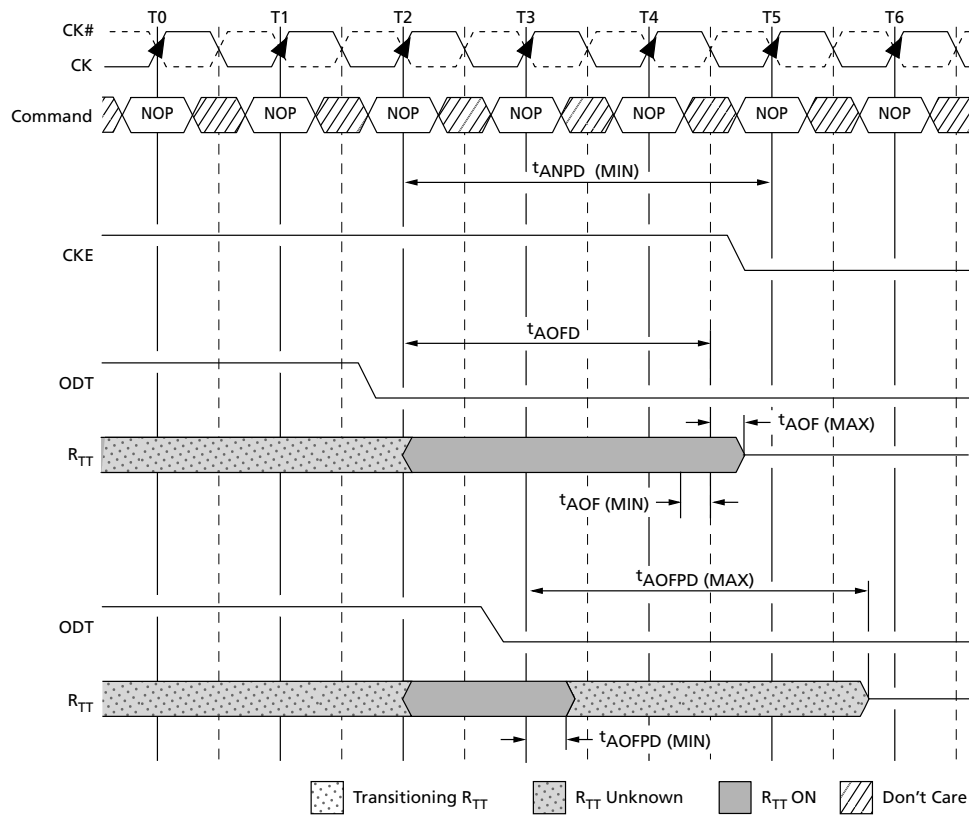 T0 T1 T2 T3 T4 T5 T6
CK#
CK
Command NOP NOP NOP NOP NOP NOP NOP
tANPD (MIN)
CKE
tAOFD
ODT
tAOF (MAX)
RTT
tAOF (MIN)
tAOFPD (MAX)
ODT
RTT
tAOFPD (MIN)
Transitioning RTT RTT Unknown RTT ON Don't Care